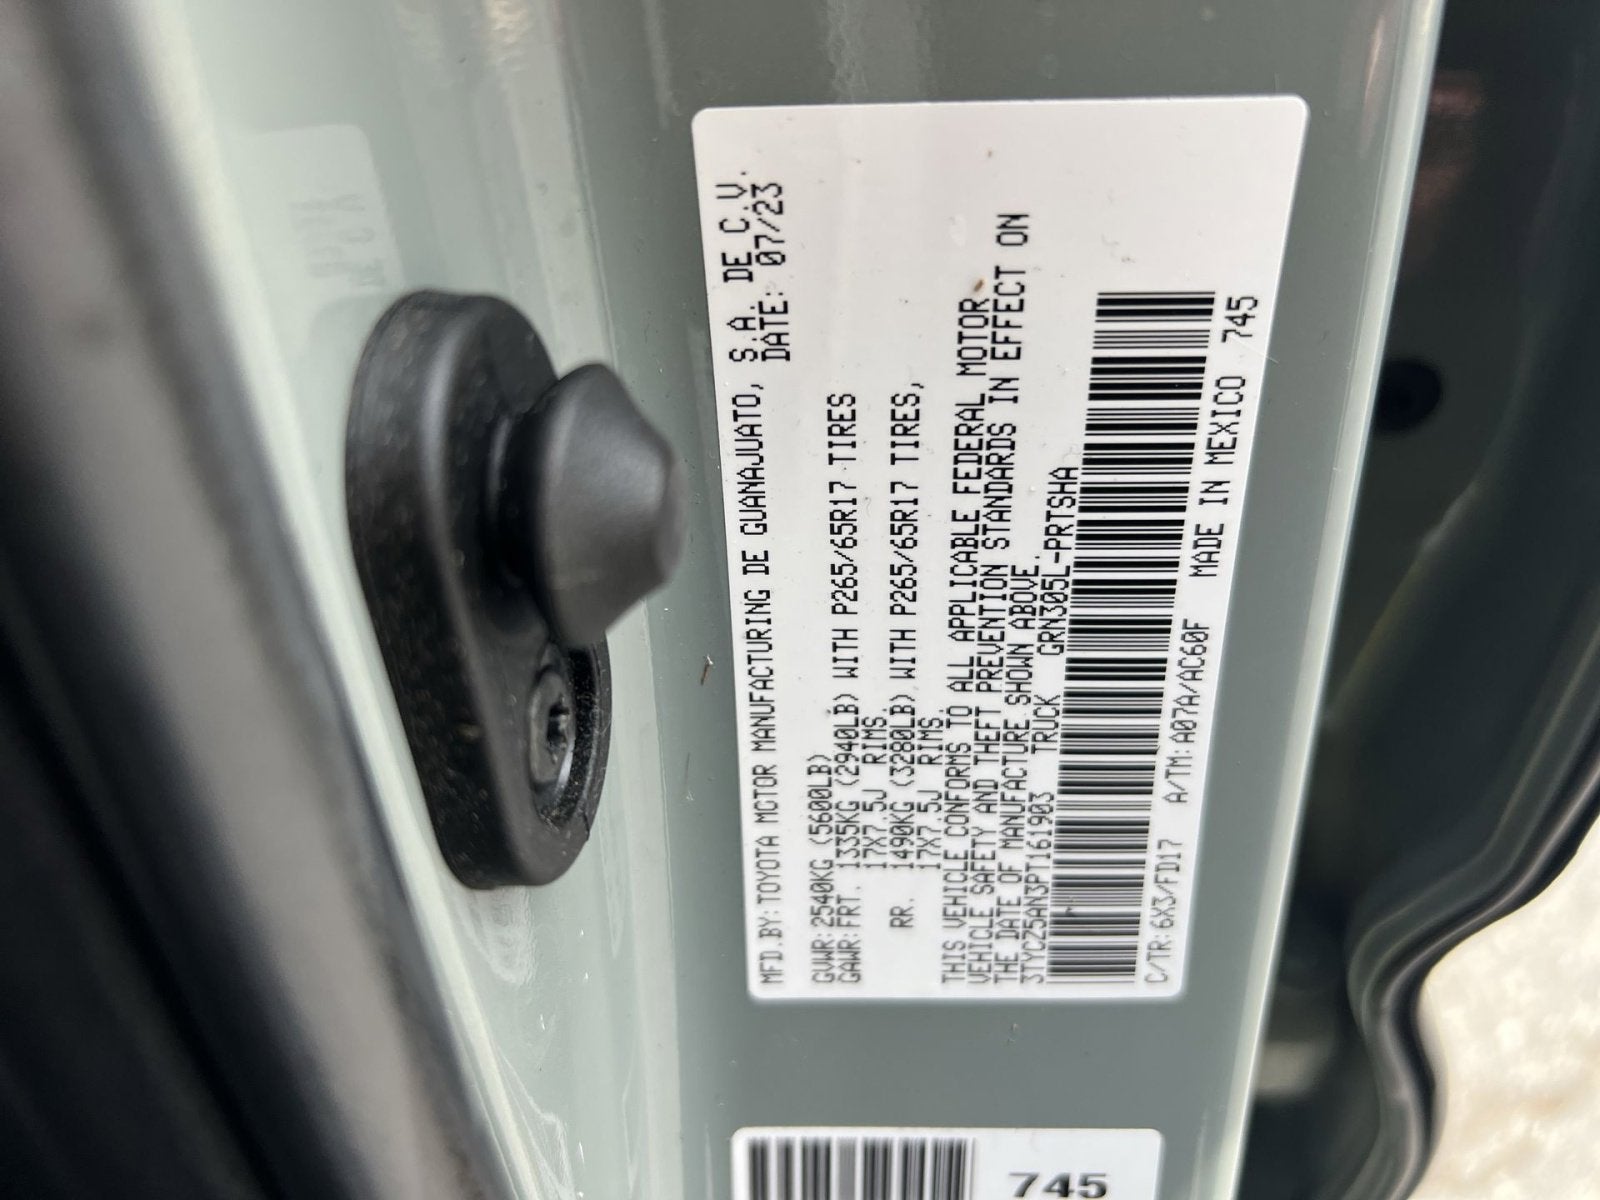 MFD.BY:TOYOTA MOTOR MANUFACTURING DE GUANAJUATO, S.A. DE C.V.
DATE: 07/23
GVWR:2540KG (5600LB)
GAWR:FRT. 1335KG (2940LB) WITH P265/65R17 TIRES
17X7.5J RIMS.
RR. 1490KG (3280LB) WITH P265/65R17 TIRES,
17X7.5J RIMS.
THIS VEHICLE CONFORMS TO ALL APPLICABLE FEDERAL MOTOR
VEHICLE SAFETY AND THEFT PREVENTION STANDARDS IN EFFECT ON
THE DATE OF MANUFACTURE SHOWN ABOVE.
3TYCZ5AN3PT161903 TRUCK GRN305L-PRTSHA
C/TR:6X3/FD17 A/TM:A07A/AC60F MADE IN MEXICO 745
745